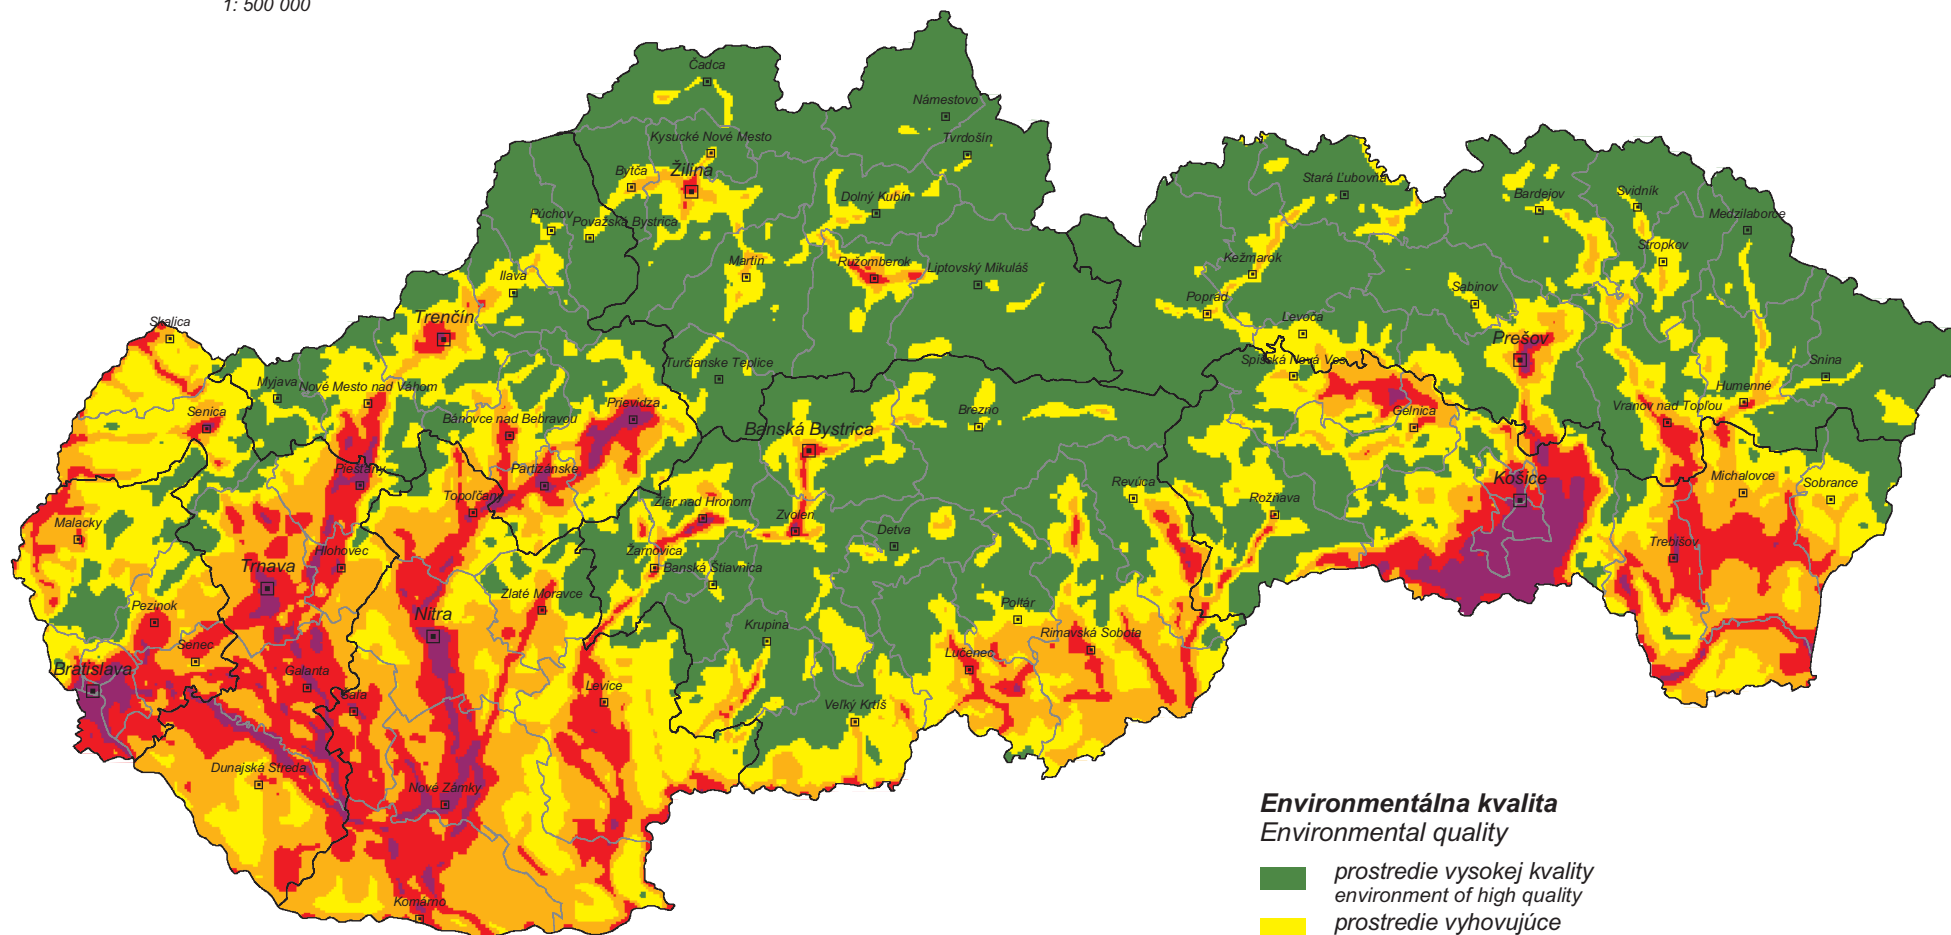 1: 500 000
Čadca
Námestovo
Kysucké Nové Mesto
Tvrdošín
Bytča
Žilina
Stará Ľubovňa
Dolný Kubín
Bardejov
Svidník
Púchov
Považská Bystrica
Medzilaborce
Stropkov
Martin
Ružomberok
Liptovský Mikuláš
Kežmarok
Ilava
Sabinov
Poprad
Skalica
Trenčín
Levoča
Prešov
Turčianske Teplice
Spišská Nová Ves
Snina
Myjava
Nové Mesto nad Váhom
Humenné
Senica
Bánovce nad Bebravou
Prievidza
Brezno
Gelnica
Vranov nad Topľou
Banská Bystrica
Piešťany
Partizánske
Topoľčany
Revúca
Rožňava
Košice
Michalovce
Sobrance
Malacky
Žiar nad Hronom
Zvolen
Detva
Hlohovec
Žarnovica
Trebišov
Trnava
Banská Štiavnica
Pezinok
Zlaté Moravce
Nitra
Poltár
Krupina
Rimavská Sobota
Senec
Lučenec
Bratislava
Galanta
Šaľa
Levice
Veľký Krtíš
Dunajská Streda
Nové Zámky
Komárno
Environmentálna kvalita
Environmental quality
prostredie vysokej kvality
environment of high quality
prostredie vyhovujúce